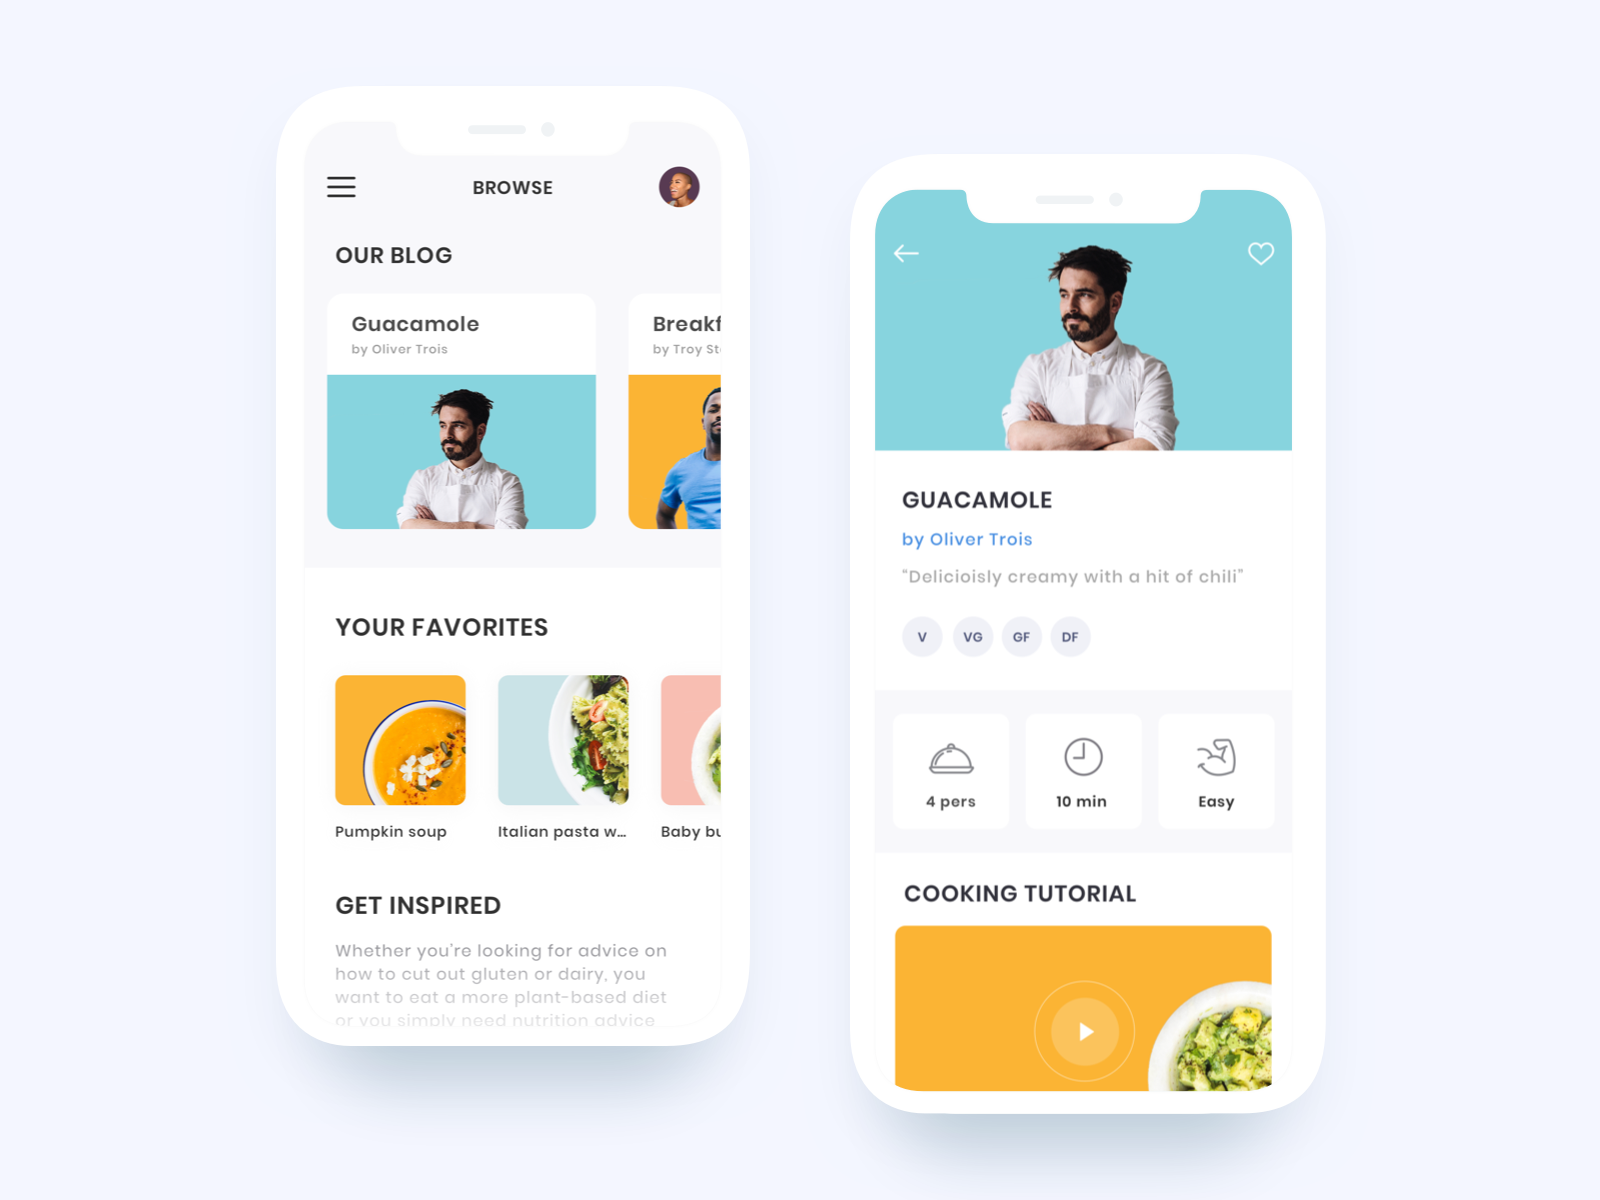 BROWSE
OUR BLOG
Guacamole
by Oliver Trois
Breakf
by Troy St
YOUR FAVORITES
Pumpkin soup
Italian pasta w...
Baby bu
GET INSPIRED
Whether you're looking for advice on
how to cut out gluten or dairy, you
want to eat a more plant-based diet
or you simply need nutrition advice
GUACAMOLE
by Oliver Trois
“Delicioisly creamy with a hit of chili”
V VG GF DF
4 pers
10 min
Easy
COOKING TUTORIAL